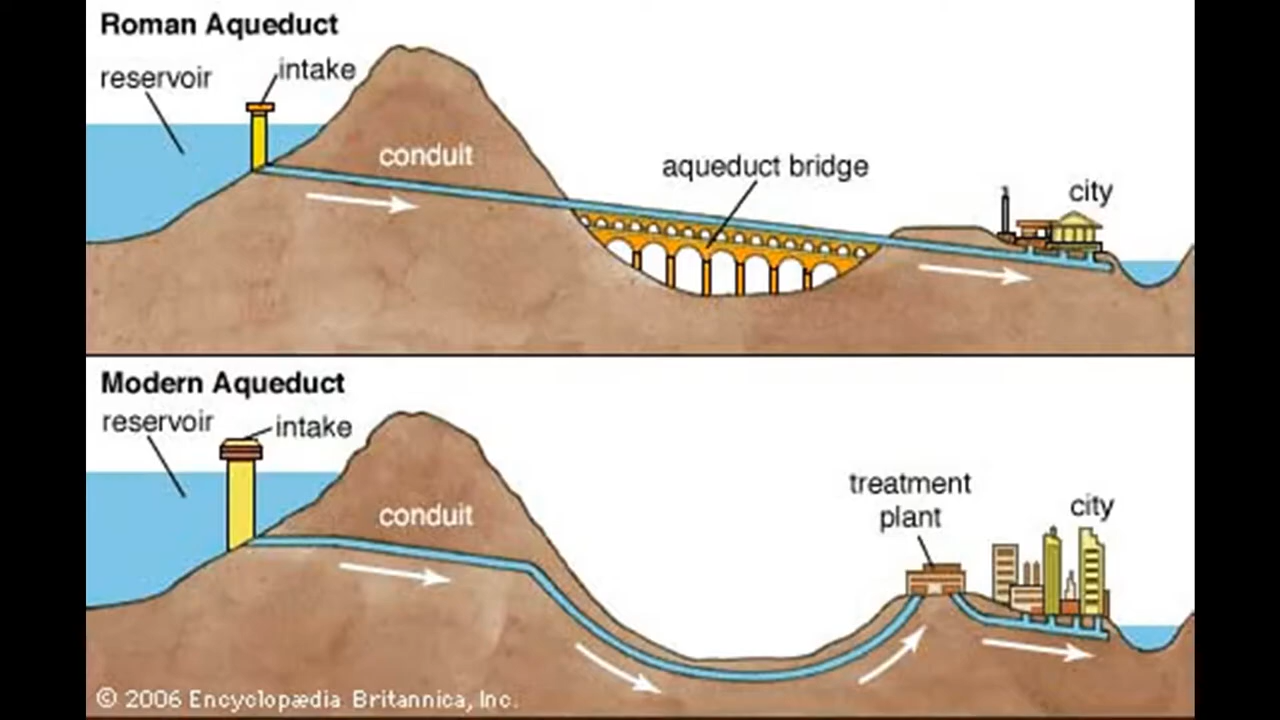 Roman Aqueduct
reservoir
intake
conduit
aqueduct bridge
city
Modern Aqueduct
reservoir
intake
conduit
treatment
plant
city
© 2006 Encyclopædia Britannica, Inc.